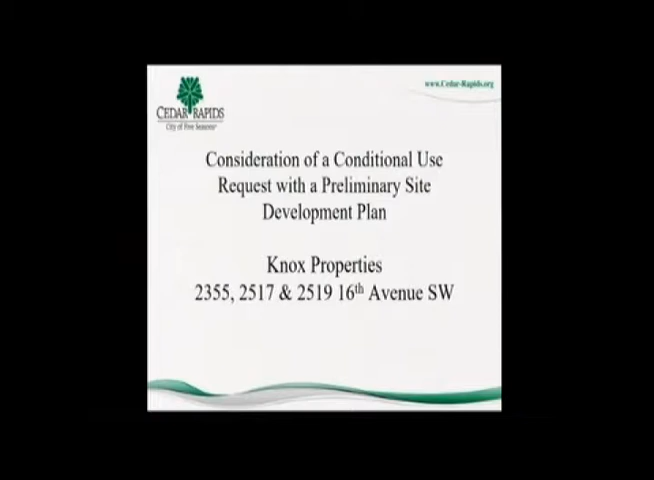 www.Cedar-Rapids.org
CEDAR RAPIDS
City of Five Seasons®
Consideration of a Conditional Use
Request with a Preliminary Site
Development Plan
Knox Properties
2355, 2517 & 2519 16th Avenue SW